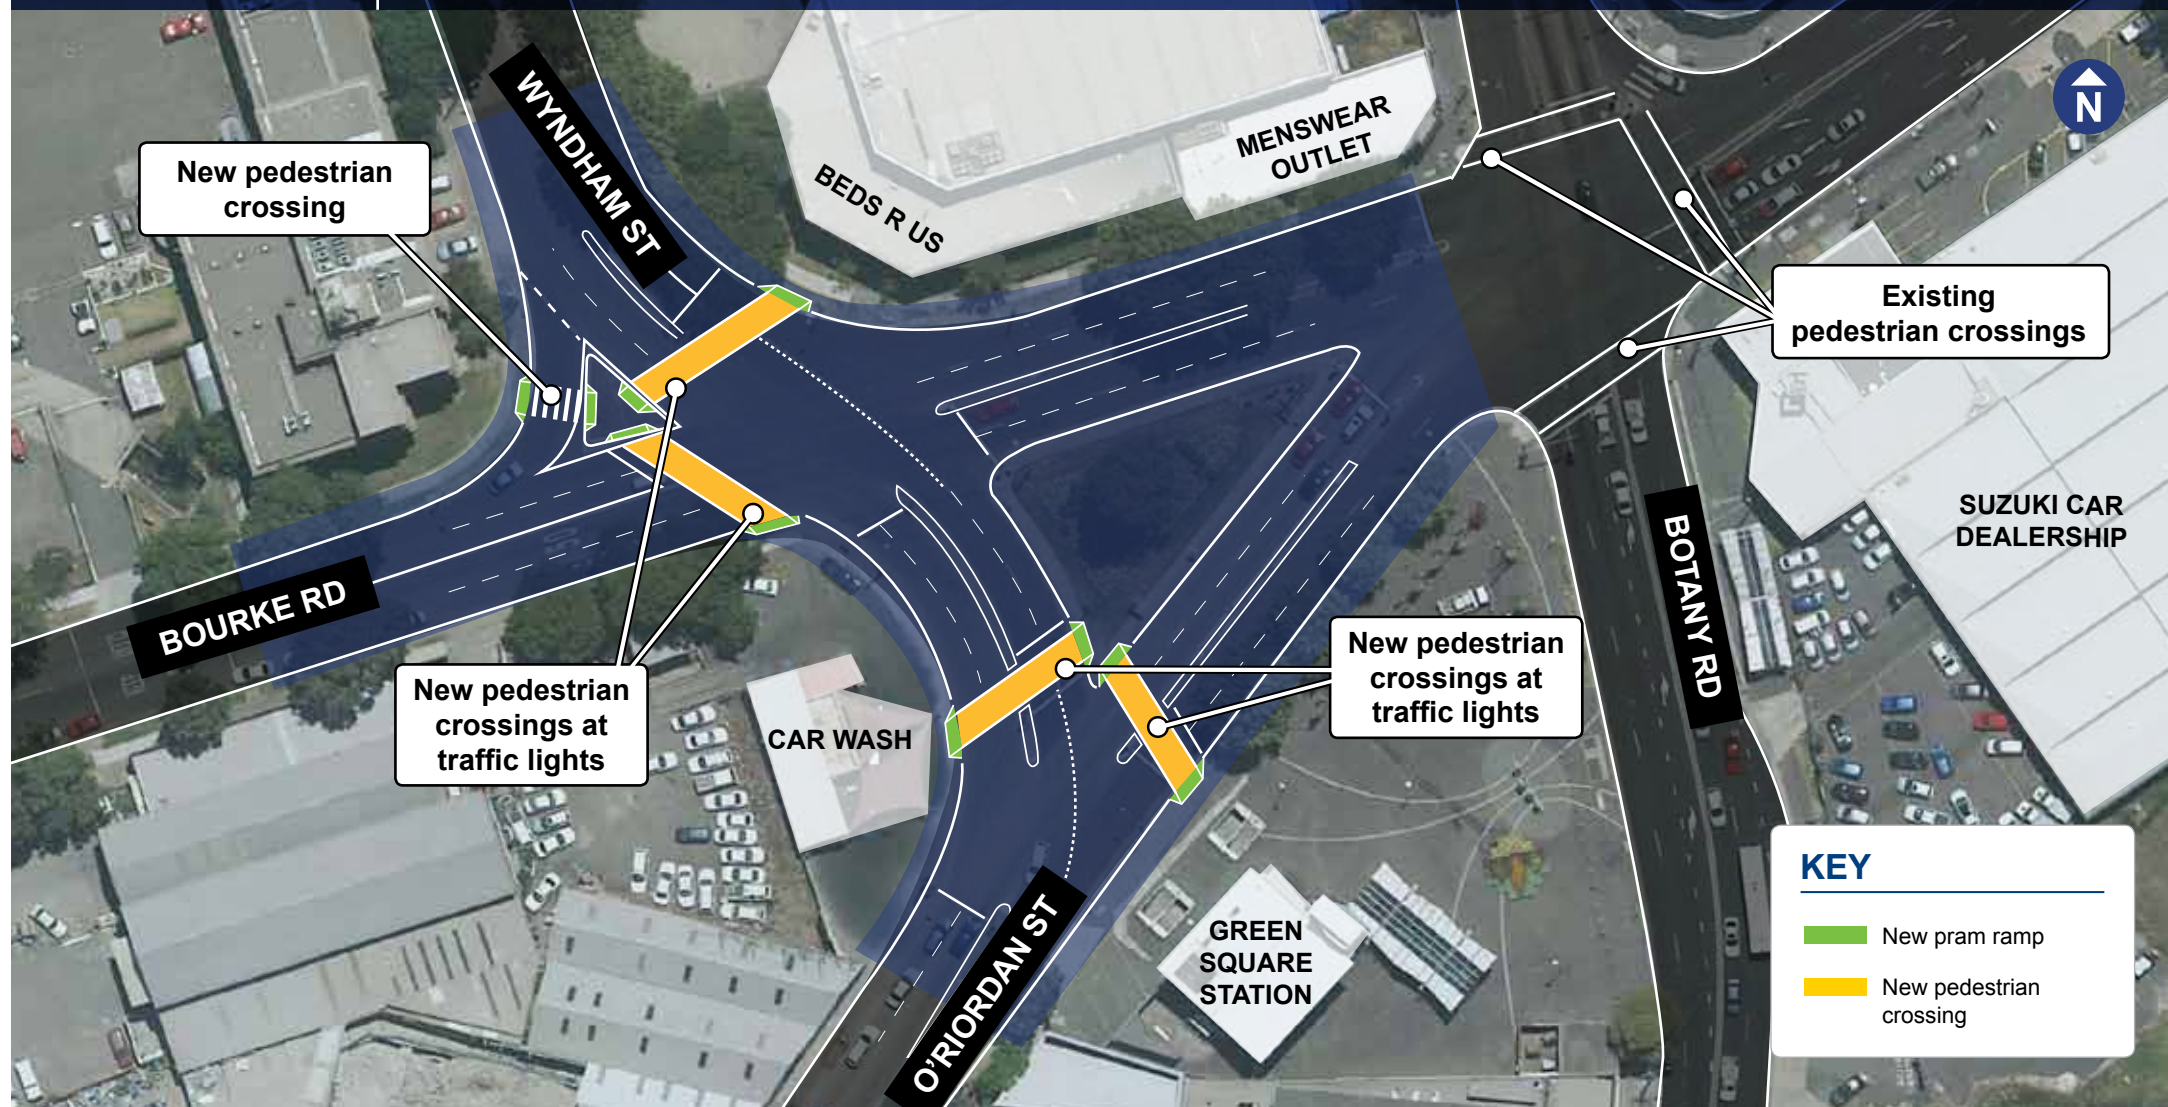 N
WYNDHAM ST
MENSWEAR
OUTLET
BEDS R US
New pedestrian
crossing
Existing
pedestrian crossings
SUZUKI CAR
DEALERSHIP
BOTANY RD
BOURKE RD
New pedestrian
crossings at
traffic lights
New pedestrian
crossings at
traffic lights
CAR WASH
O'RIORDAN ST
GREEN
SQUARE
STATION
KEY
New pram ramp
New pedestrian
crossing